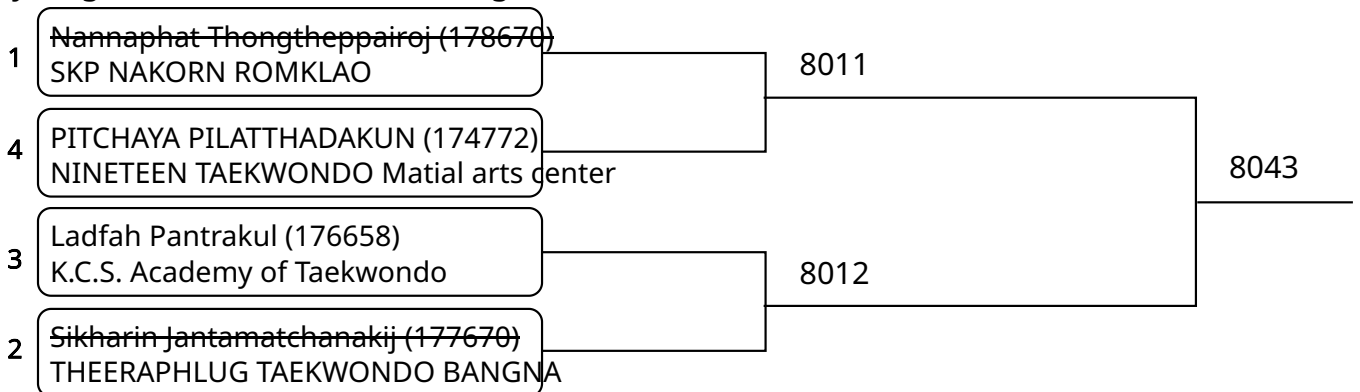 1
Nannaphat Thongtheppairoj (178670)
SKP NAKORN ROMKLAO
8011
4
PITCHAYA PILATTHADAKUN (174772)
NINETEEN TAEKWONDO Matial arts center
8043
3
Ladfah Pantrakul (176658)
K.C.S. Academy of Taekwondo
8012
2
Sikharin Jantamatchanakij (177670)
THEERAPHLUG TAEKWONDO BANGNA